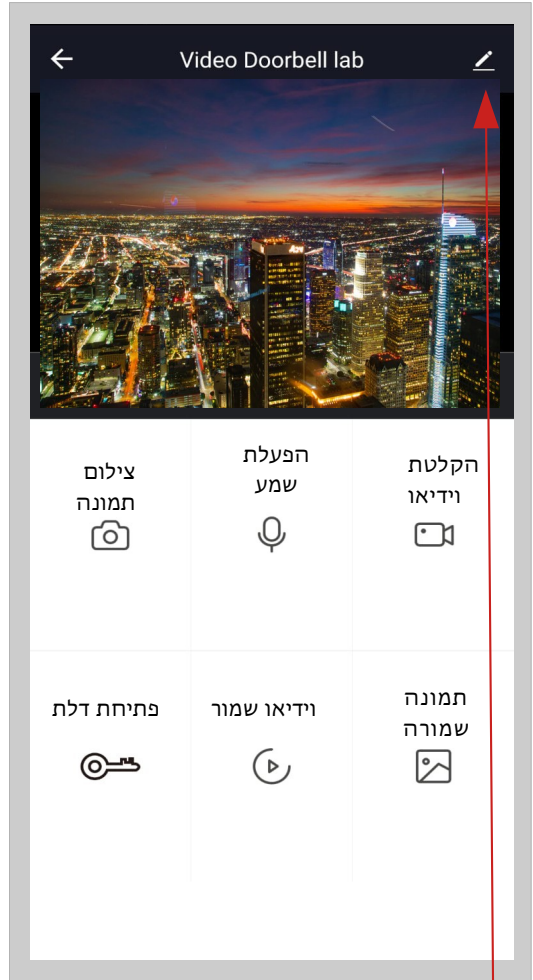 Video Doorbell lab
הקלטת
וידיאו
הפעלת
שמע
צילום
תמונה
תמונה
שמורה
וידיאו שמור
פתיחת דלת